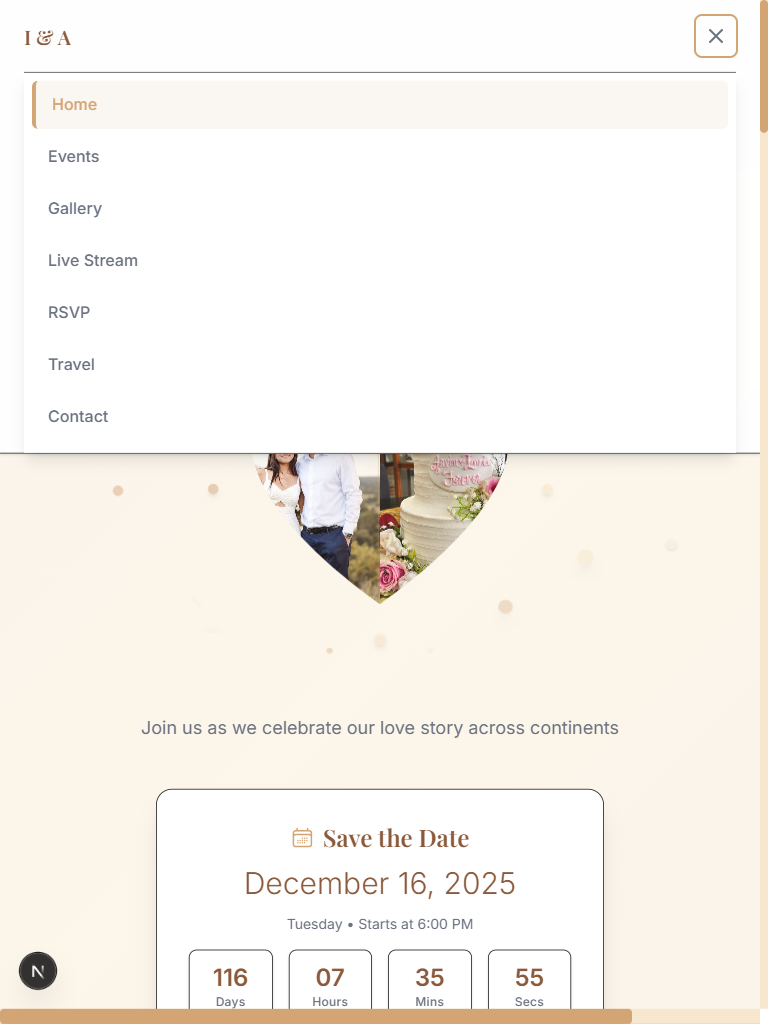 I & A
Home
Events
Gallery
Live Stream
RSVP
Travel
Contact
Join us as we celebrate our love story across continents
Save the Date
December 16, 2025
Tuesday • Starts at 6:00 PM
116 07 35 55
Days Hours Mins Secs
N